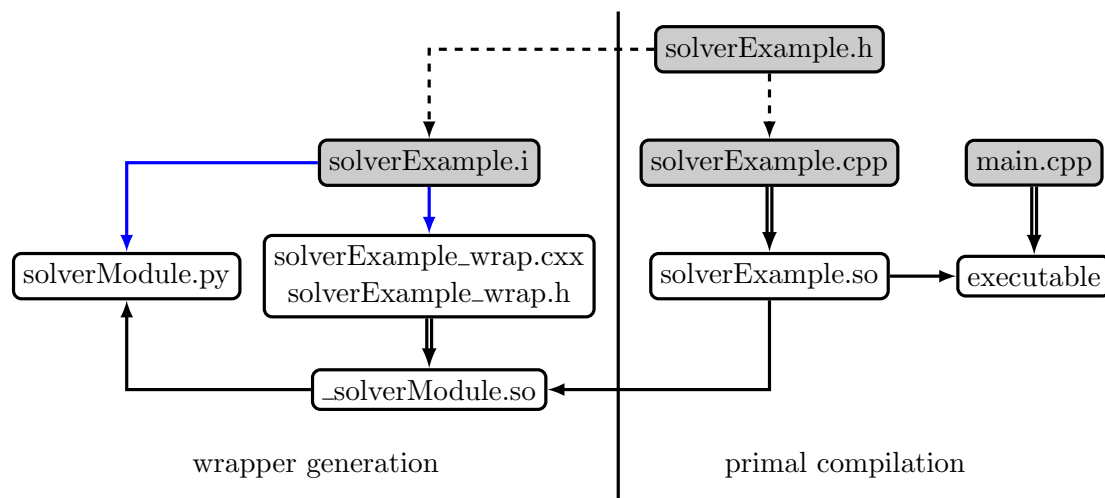 solverExample.h
solverExample.i
solverExample.cpp
main.cpp
solverModule.py
solverExample_wrap.cxx
solverExample_wrap.h
solverExample.so
executable
_solverModule.so
wrapper generation
primal compilation